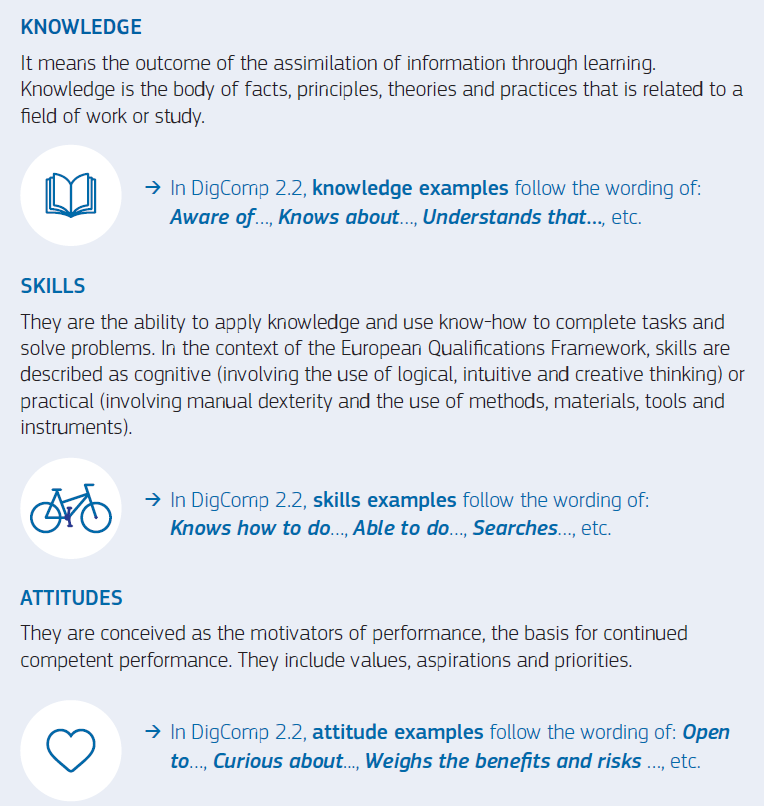 KNOWLEDGE
It means the outcome of the assimilation of information through learning.
Knowledge is the body of facts, principles, theories and practices that is related to a
field of work or study.
→ In DigComp 2.2, knowledge examples follow the wording of:
Aware of..., Knows about..., Understands that..., etc.
SKILLS
They are the ability to apply knowledge and use know-how to complete tasks and
solve problems. In the context of the European Qualifications Framework, skills are
described as cognitive (involving the use of logical, intuitive and creative thinking) or
practical (involving manual dexterity and the use of methods, materials, tools and
instruments).
→ In DigComp 2.2, skills examples follow the wording of:
Knows how to do..., Able to do..., Searches..., etc.
ATTITUDES
They are conceived as the motivators of performance, the basis for continued
competent performance. They include values, aspirations and priorities.
→ In DigComp 2.2, attitude examples follow the wording of: Open
to..., Curious about..., Weighs the benefits and risks ..., etc.